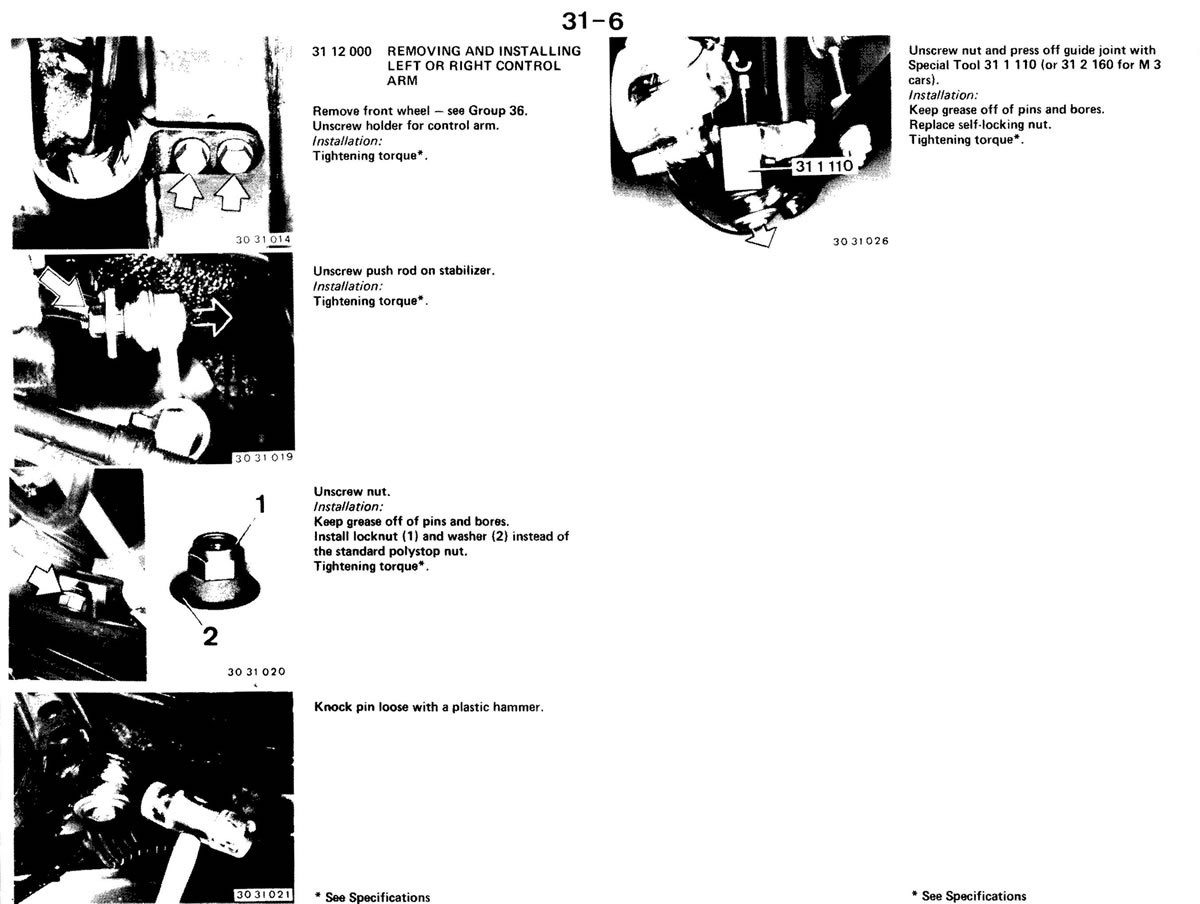 31-6
31 12 000 REMOVING AND INSTALLING
LEFT OR RIGHT CONTROL
ARM
Remove front wheel – see Group 36.
Unscrew holder for control arm.
Installation:
Tightening torque*.
30 31 014
Unscrew push rod on stabilizer.
Installation:
Tightening torque*.
30 31 019
Unscrew nut.
Installation:
Keep grease off of pins and bores.
Install locknut (1) and washer (2) instead of
the standard polystop nut.
Tightening torque*.
1
2
30 31 020
Knock pin loose with a plastic hammer.
30 31 021
* See Specifications
Unscrew nut and press off guide joint with
Special Tool 31 1 110 (or 31 2 160 for M 3
cars).
Installation:
Keep grease off of pins and bores.
Replace self-locking nut.
Tightening torque*.
31 1 110
30 31 026
* See Specifications